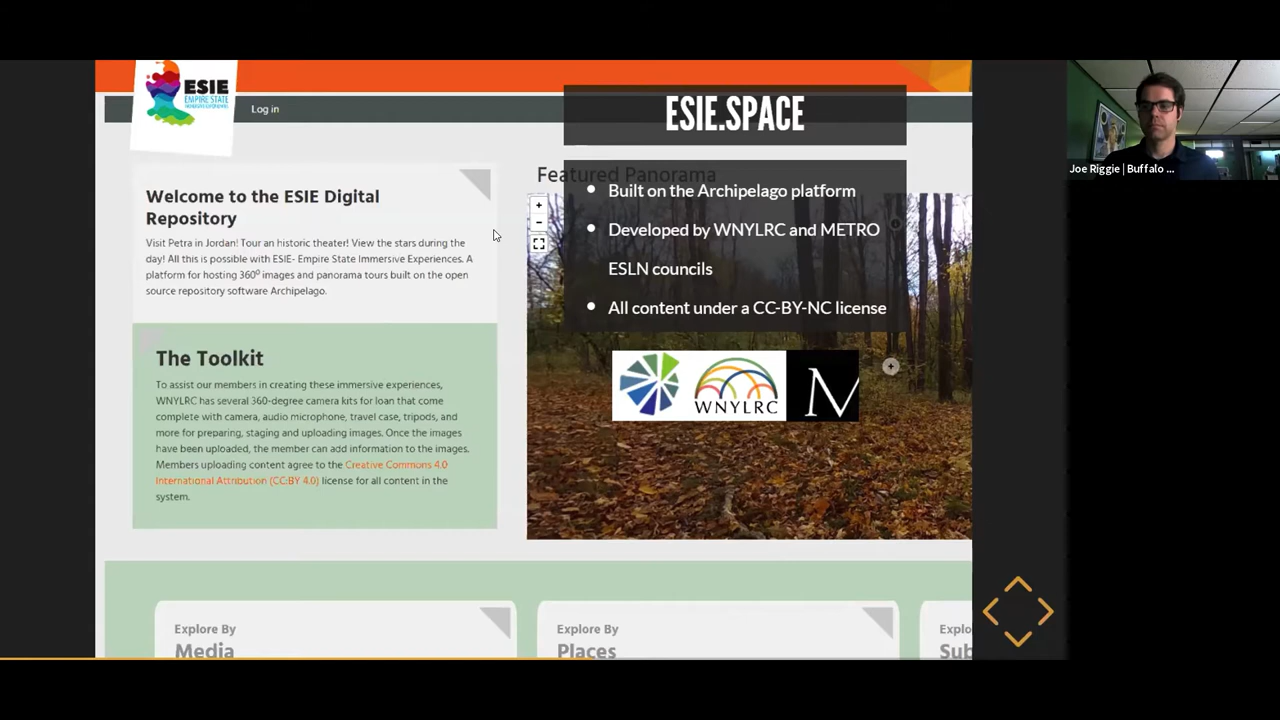 ESIE
EMPIRE STATE
Log in
ESIE.SPACE
Featured Panorama
Welcome to the ESIE Digital
Repository
Visit Petra in Jordan! Tour an historic theater! View the stars during the
day! All this is possible with ESIE- Empire State Immersive Experiences. A
platform for hosting 360⁰ images and panorama tours built on the open
source repository software Archipelago.
+
−
Built on the Archipelago platform
Developed by WNYLRC and METRO
ESLN councils
All content under a CC-BY-NC license
WNYLRC
M
The Toolkit
To assist our members in creating these immersive experiences,
WNYLRC has several 360-degree camera kits for loan that come
complete with camera, audio microphone, travel case, tripods, and
more for preparing, staging and uploading images. Once the images
have been uploaded, the member can add information to the images.
Members uploading content agree to the Creative Commons 4.0
International Attribution (CC:BY 4.0) license for all content in the
system.
Explore By
Media
Explore By
Places
Explo
Sub
Joe Riggie | Buffalo ...